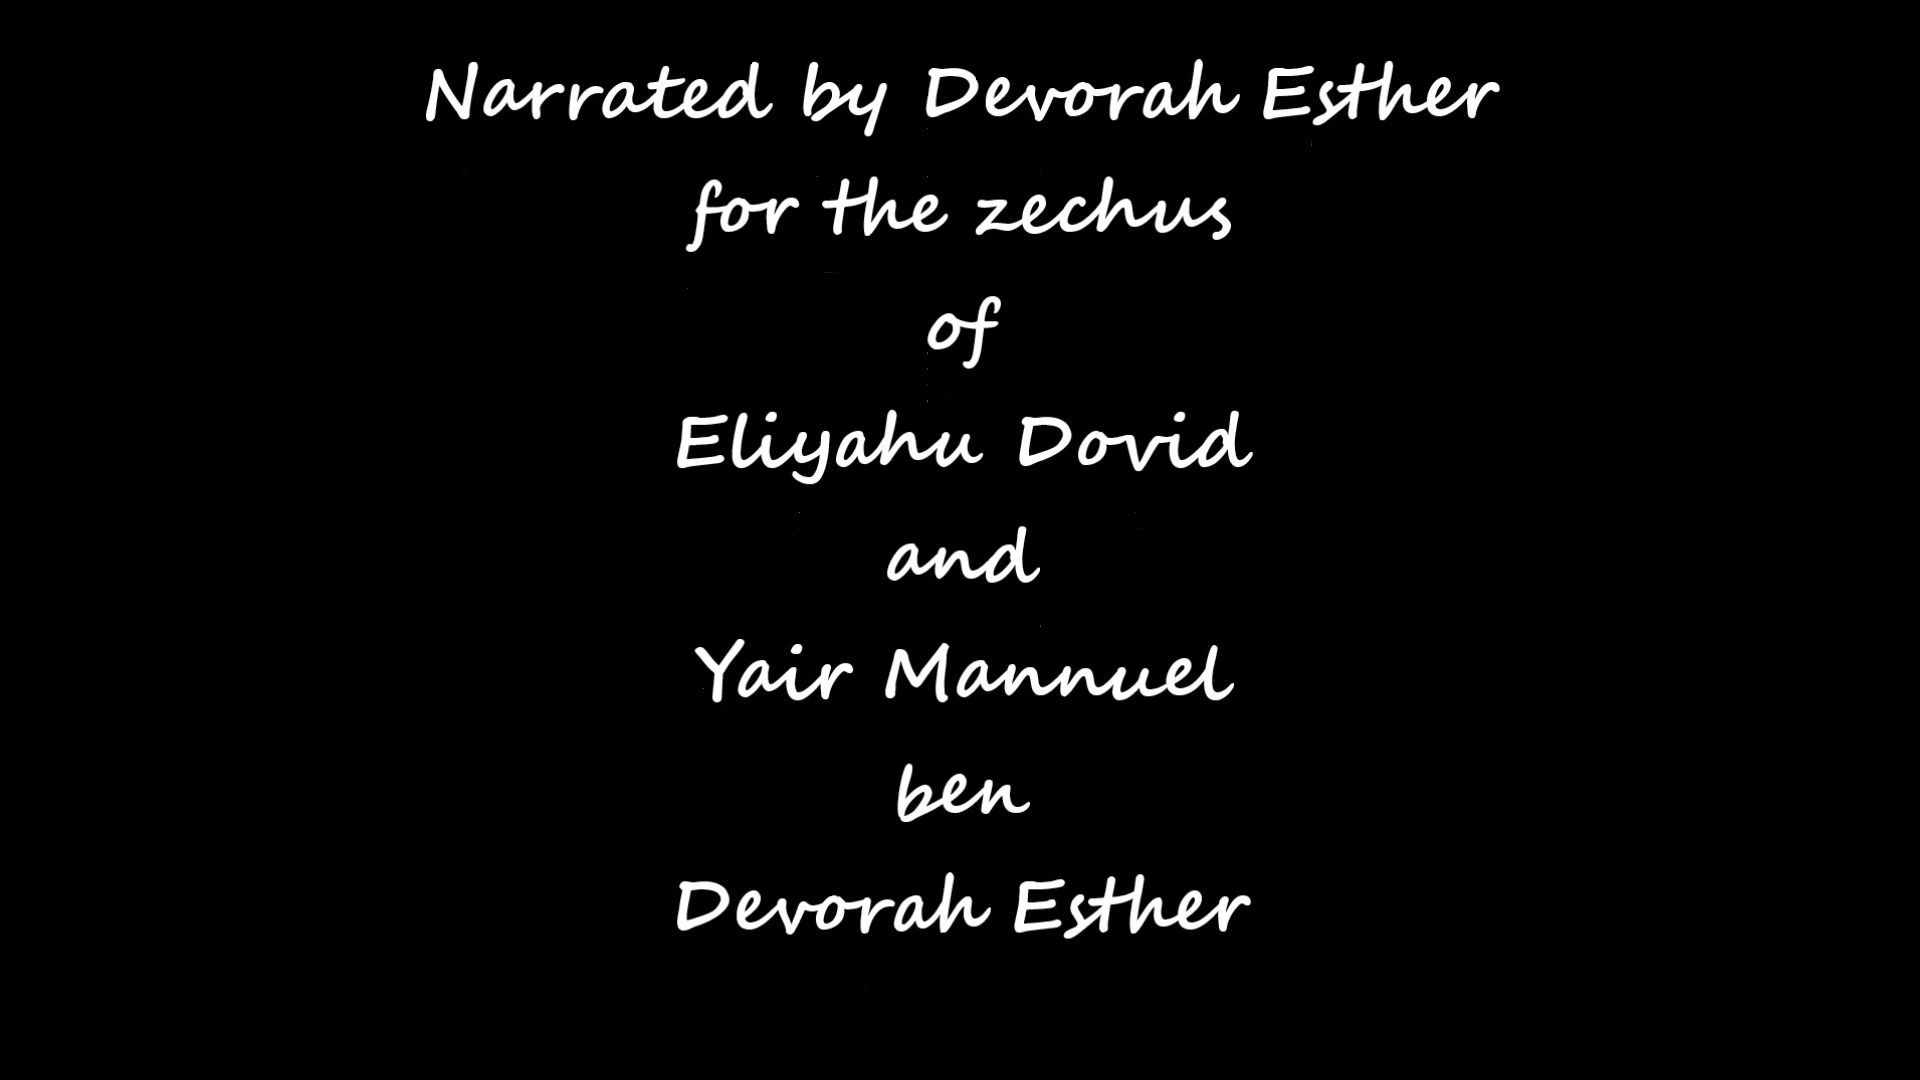 Narrated by Devorah Esther
for the zechus
of
Eliyahu Dovid
and
Yair Mannuel
ben
Devorah Esther